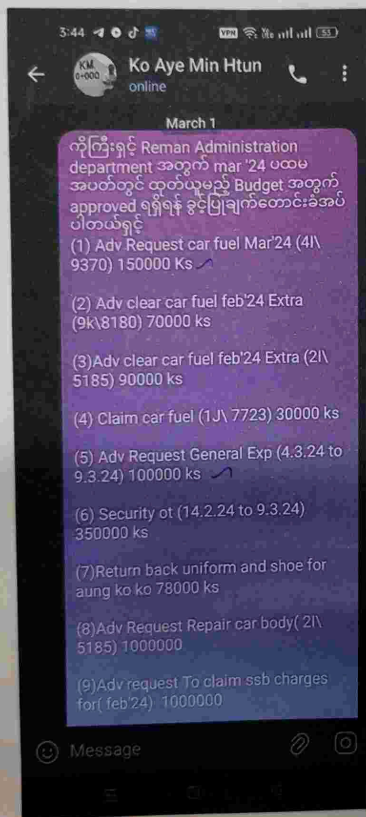 3:44
VPN
53
KM
0+000
Ko Aye Min Htun
online
March 1
ကိုကြီးရှင့် Reman Administration
department အတွက် mar '24 ပထမ
အပတ်တွင် ထုတ်ယူမည့် Budget အတွက်
approved ရရှိရန် ခွင့်ပြုချက်တောင်းခံအပ်
ပါတယ်ရှင့်
(1) Adv Request car fuel Mar'24 (4I\
9370) 150000 Ks
(2) Adv clear car fuel feb'24 Extra
(9k\8180) 70000 ks
(3)Adv clear car fuel feb'24 Extra (2I\
5185) 90000 ks
(4) Claim car fuel (1J\ 7723) 30000 ks
(5) Adv Request General Exp (4.3.24 to
9.3.24) 100000 ks
(6) Security ot (14.2.24 to 9.3.24)
350000 ks
(7)Return back uniform and shoe for
aung ko ko 78000 ks
(8)Adv Request Repair car body( 2I\
5185) 1000000
(9)Adv request To claim ssb charges
for( feb'24) 1000000
Message